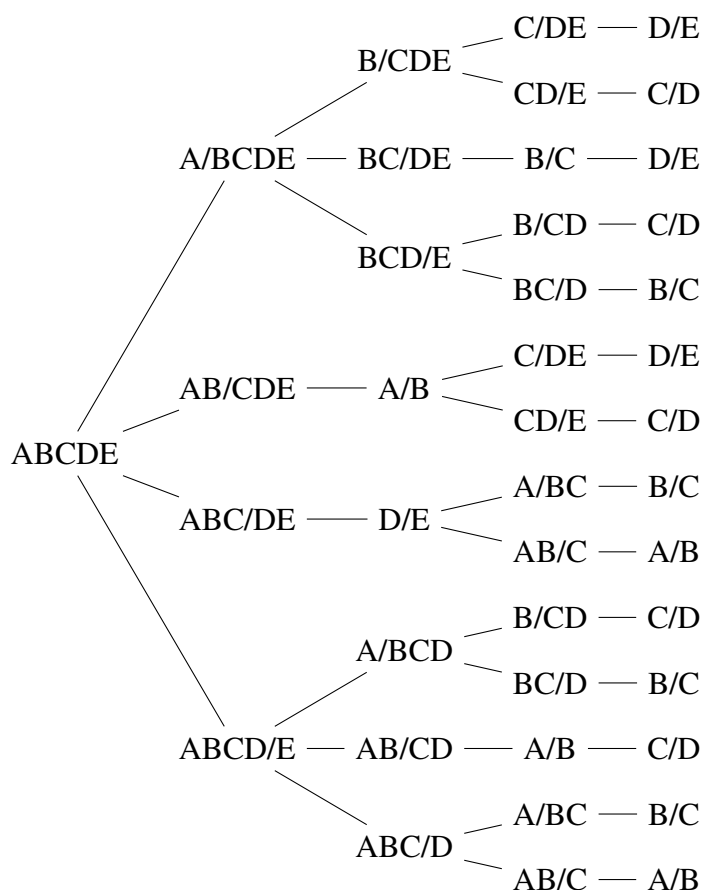 C/DE D/E
B/CDE
CD/E C/D
A/BCDE BC/DE B/C D/E
B/CD C/D
BCD/E
BC/D B/C
C/DE D/E
AB/CDE A/B
CD/E C/D
ABCDE
A/BC B/C
ABC/DE D/E
AB/C A/B
B/CD C/D
A/BCD
BC/D B/C
ABCD/E AB/CD A/B C/D
A/BC B/C
ABC/D
AB/C A/B